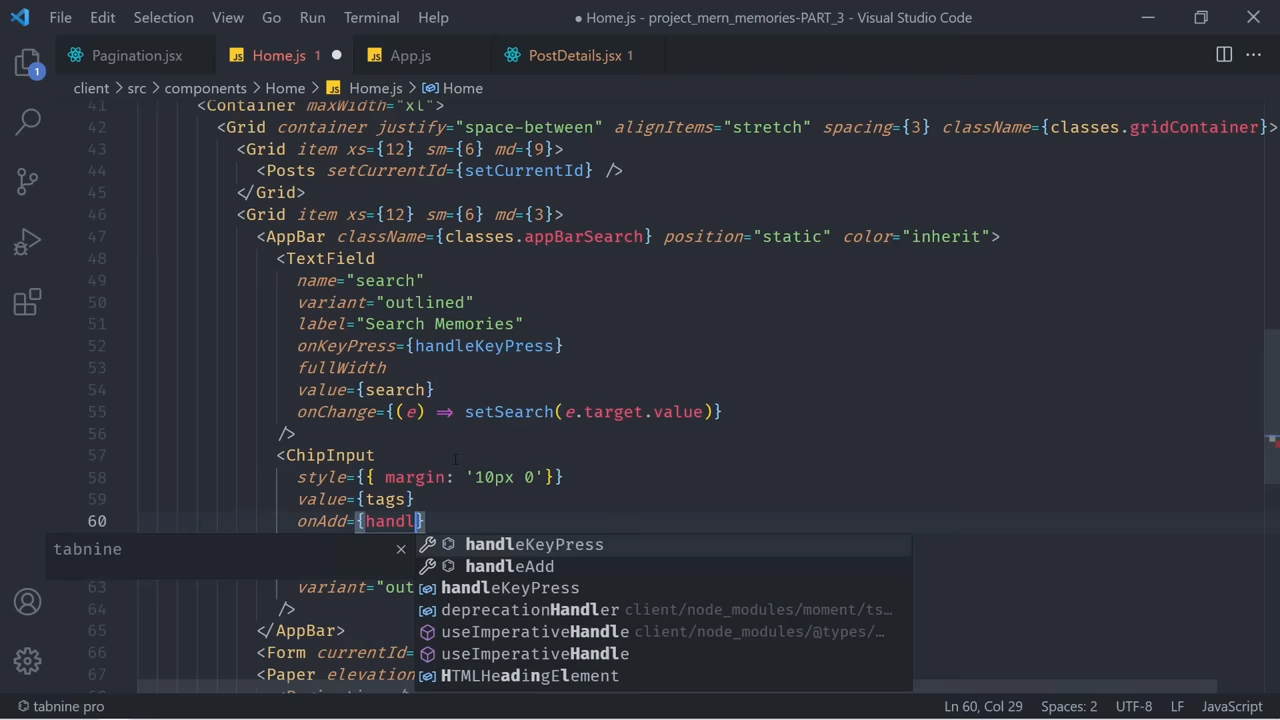 File Edit Selection View Go Run Terminal Help ● Home.js - project_mern_memories-PART_3 - Visual Studio Code
Pagination.jsx Home.js 1 App.js PostDetails.jsx 1
1
client > src > components > Home > Home.js > Home
41 <Container maxWidth="xl">
42 <Grid container justify="space-between" alignItems="stretch" spacing={3} className={classes.gridContainer}>
43 <Grid item xs={12} sm={6} md={9}>
44 <Posts setCurrentId={setCurrentId} />
45 </Grid>
46 <Grid item xs={12} sm={6} md={3}>
47 <AppBar className={classes.appBarSearch} position="static" color="inherit">
48 <TextField
49 name="search"
50 variant="outlined"
51 label="Search Memories"
52 onKeyPress={handleKeyPress}
53 fullWidth
54 value={search}
55 onChange={(e) => setSearch(e.target.value)}
56 />
57 <ChipInput
58 style={{ margin: '10px 0'}}
59 value={tags}
60 onAdd={handl}
tabnine
handleKeyPress
handleAdd
handleKeyPress
deprecationHandler client/node_modules/moment/ts…
useImperativeHandle client/node_modules/@types/…
useImperativeHandle
HTMLHeadingElement
63 variant="out
64 />
65 </AppBar>
66 <Form currentId=
67 <Paper elevation
tabnine pro Ln 60, Col 29 Spaces: 2 UTF-8 LF JavaScript